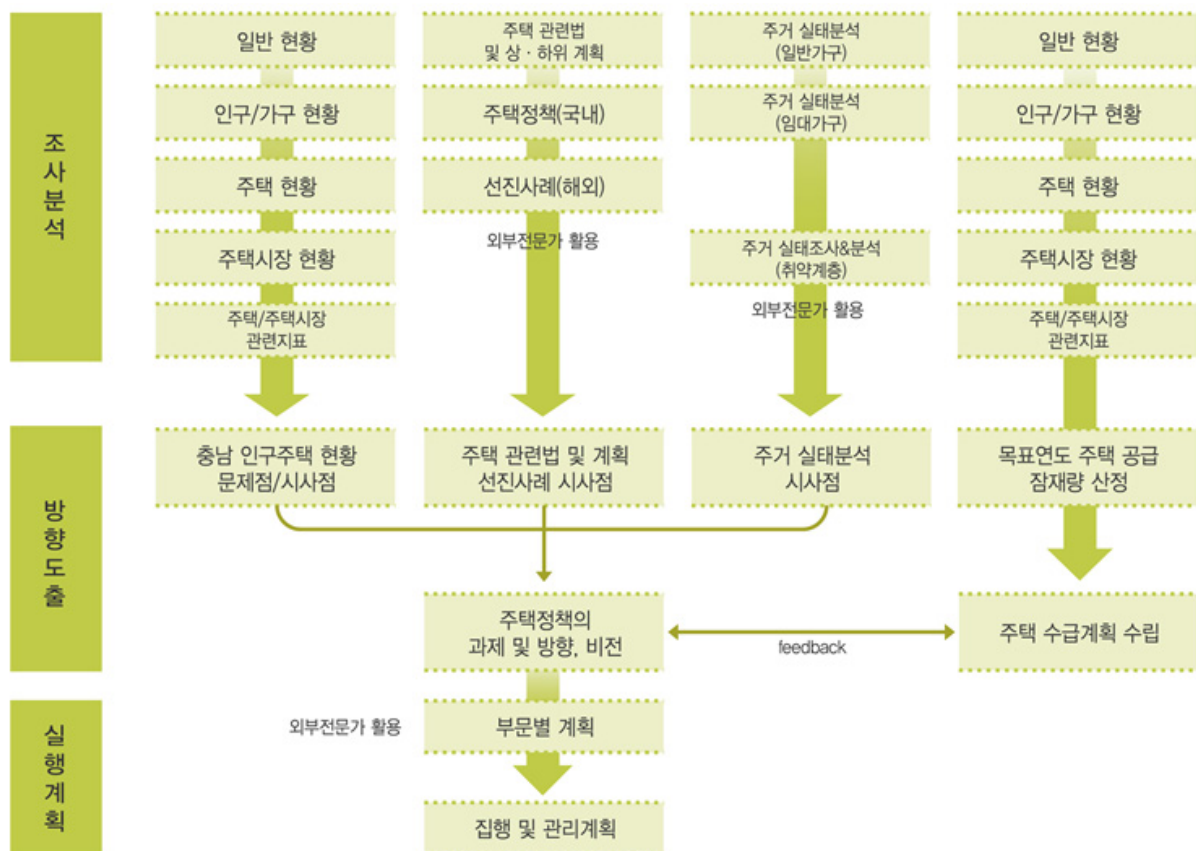 조사분석
일반 현황
인구/가구 현황
주택 현황
주택시장 현황
주택/주택시장
관련지표
주택 관련법
및 상·하위 계획
주택정책(국내)
선진사례(해외)
외부전문가 활용
주거 실태분석
(일반가구)
주거 실태분석
(임대가구)
주거 실태조사&분석
(취약계층)
외부전문가 활용
일반 현황
인구/가구 현황
주택 현황
주택시장 현황
주택/주택시장
관련지표
방향도출
충남 인구주택 현황
문제점/시사점
주택 관련법 및 계획
선진사례 시사점
주거 실태분석
시사점
목표연도 주택 공급
잠재량 산정
주택정책의
과제 및 방향, 비전
feedback
주택 수급계획 수립
실행계획
외부전문가 활용
부문별 계획
집행 및 관리계획